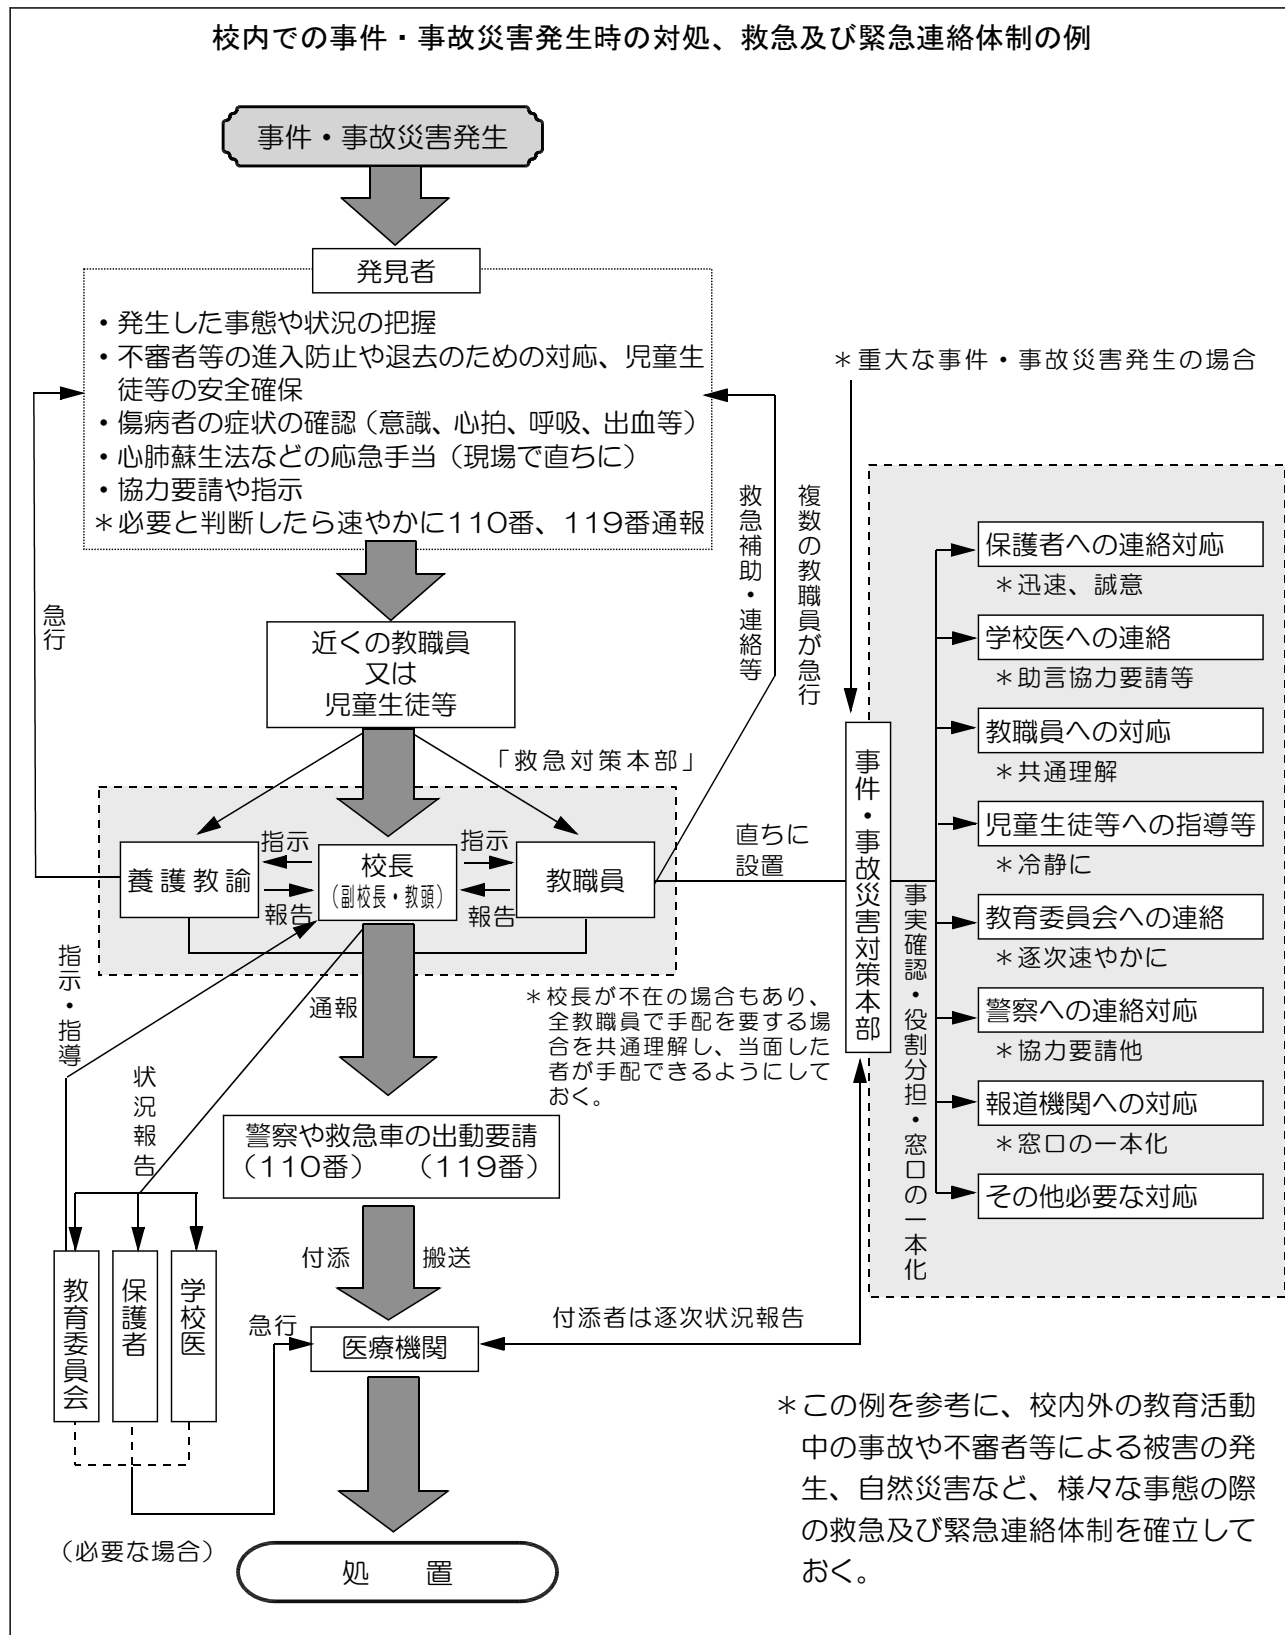 校内での事件・事故災害発生時の対処、救急及び緊急連絡体制の例
事件・事故災害発生
発見者
・発生した事態や状況の把握
・不審者等の進入防止や退去のための対応、児童生
徒等の安全確保
・傷病者の症状の確認（意識、心拍、呼吸、出血等）
・心肺蘇生法などの応急手当（現場で直ちに）
・協力要請や指示
＊必要と判断したら速やかに110番、119番通報
急行
救急補助・連絡等
複数の教職員が急行
＊重大な事件・事故災害発生の場合
近くの教職員
又は
児童生徒等
「救急対策本部」
養護教諭
指示
報告
校長
（副校長・教頭）
指示
報告
教職員
直ちに
設置
事件・事故災害対策本部
事実確認・役割分担・窓口の一本化
保護者への連絡対応
＊迅速、誠意
学校医への連絡
＊助言協力要請等
教職員への対応
＊共通理解
児童生徒等への指導等
＊冷静に
教育委員会への連絡
＊逐次速やかに
警察への連絡対応
＊協力要請他
報道機関への対応
＊窓口の一本化
その他必要な対応
指示・指導
状況報告
通報
＊校長が不在の場合もあり、
全教職員で手配を要する場
合を共通理解し、当面した
者が手配できるようにして
おく。
警察や救急車の出動要請
（110番）　（119番）
付添
搬送
教育委員会
保護者
学校医
急行
医療機関
付添者は逐次状況報告
（必要な場合）
処　置
＊この例を参考に、校内外の教育活動
中の事故や不審者等による被害の発
生、自然災害など、様々な事態の際
の救急及び緊急連絡体制を確立して
おく。